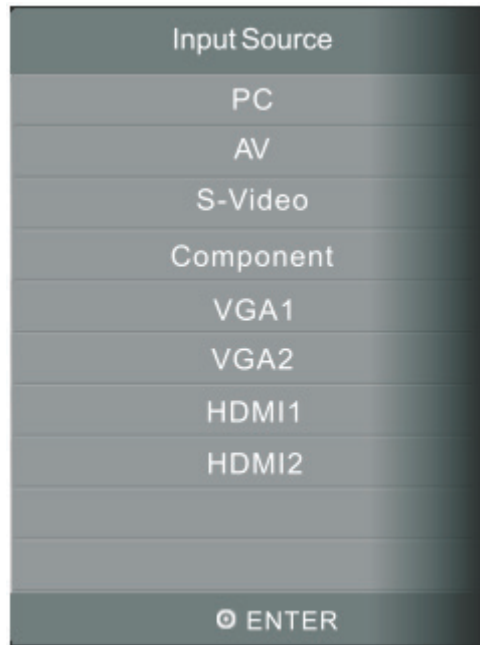 Input Source
PC
AV
S-Video
Component
VGA1
VGA2
HDMI1
HDMI2
ENTER